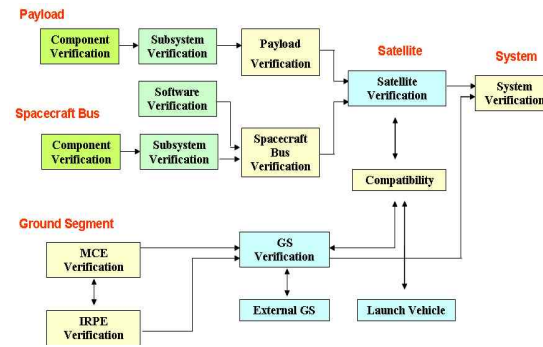 Payload
Component
Verification
Subsystem
Verification
Payload
Verification
Satellite
Satellite
Verification
System
System
Verification
Software
Verification
Spacecraft Bus
Component
Verification
Subsystem
Verification
Spacecraft
Bus
Verification
Compatibility
Ground Segment
MCE
Verification
GS
Verification
IRPE
Verification
External GS
Launch Vehicle